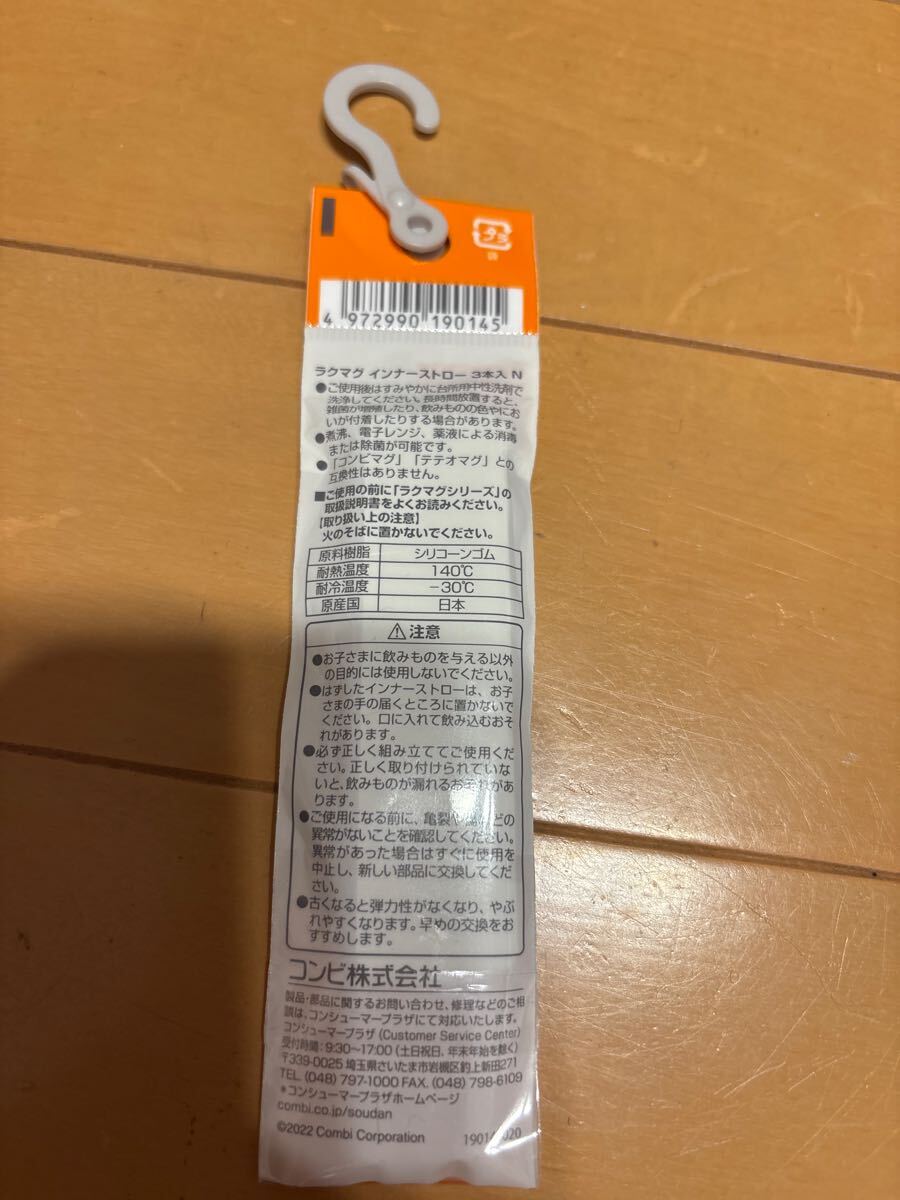 プラ
4 972990 190145
ラクマグ インナーストロー 3本入 N
●ご使用後はすみやかに台所用中性洗剤で
洗浄してください。長時間放置すると、
雑菌が増殖したり、飲みものの色やにお
いが付着したりする場合があります。
●煮沸、電子レンジ、薬液による消毒
または除菌が可能です。
●「コンビマグ」「テテオマグ」との
互換性はありません。
■ご使用の前に「ラクマグシリーズ」の
取扱説明書をよくお読みください。
【取り扱い上の注意】
火のそばに置かないでください。
原料樹脂 シリコーンゴム
耐熱温度 140℃
耐冷温度 −30℃
原産国 日本
⚠注意
●お子さまに飲みものを与える以外
の目的には使用しないでください。
●はずしたインナーストローは、お子
さまの手の届くところに置かないで
ください。口に入れて飲み込むおそ
れがあります。
●必ず正しく組み立ててご使用くだ
さい。正しく取り付けられていな
いと、飲みものが漏れるおそれがあ
ります。
●ご使用になる前に、亀裂や傷などの
異常がないことを確認してください。
異常があった場合はすぐに使用を
中止し、新しい部品に交換してくだ
さい。
●古くなると弾力性がなくなり、やぶ
れやすくなります。早めの交換をお
すすめします。
コンビ株式会社
製品・部品に関するお問い合わせ、修理などのご相
談は、コンシューマープラザにて対応いたします。
コンシューマープラザ (Customer Service Center)
受付時間：9:30～17:00 (土日祝日、年末年始を除く)
〒339-0025 埼玉県さいたま市岩槻区釣上新田271
TEL. (048) 797-1000 FAX. (048) 798-6109
＊コンシューマープラザホームページ
combi.co.jp/soudan
©2022 Combi Corporation